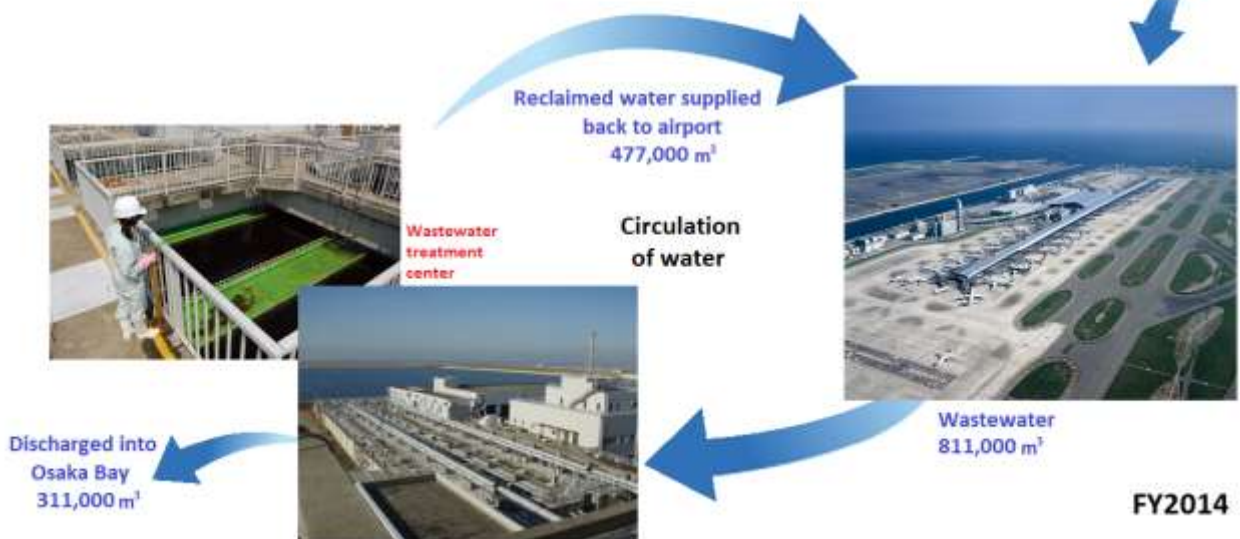 Reclaimed water supplied
back to airport
477,000 m³
Wastewater
treatment
center
Circulation
of water
Wastewater
811,000 m³
Discharged into
Osaka Bay
311,000 m³
FY2014